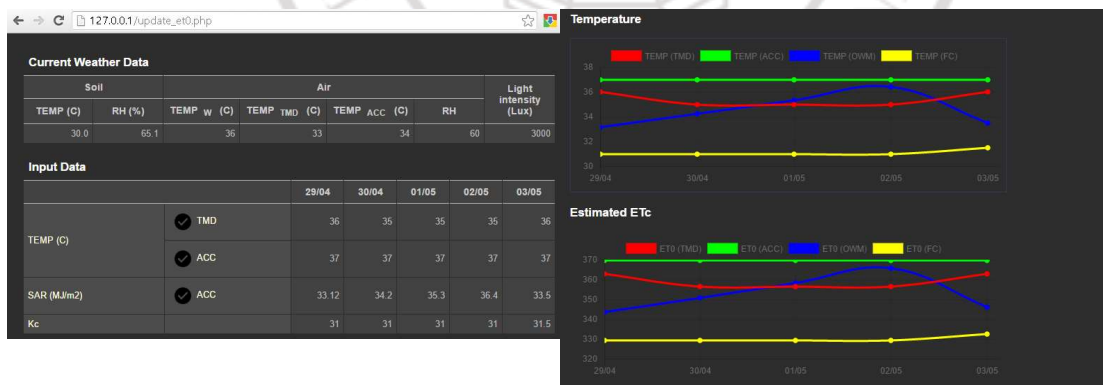 127.0.0.1/update_et0.php
Current Weather Data
Soil Air Light intensity (Lux)
TEMP (C) RH (%) TEMP W (C) TEMP TMD (C) TEMP ACC (C) RH
30.0 65.1 36 33 34 60 3000
Input Data
29/04 30/04 01/05 02/05 03/05
TEMP (C)
TMD 36 35 35 35 36
ACC 37 37 37 37 37
SAR (MJ/m2) ACC 33.12 34.2 35.3 36.4 33.5
Kc 31 31 31 31 31.5
Temperature
TEMP (TMD) TEMP (ACC) TEMP (OWM) TEMP (FC)
38
36
34
32
30
29/04 30/04 01/05 02/05 03/05
Estimated ETc
ET0 (TMD) ET0 (ACC) ET0 (OWM) ET0 (FC)
370
360
350
340
330
320
29/04 30/04 01/05 02/05 03/05